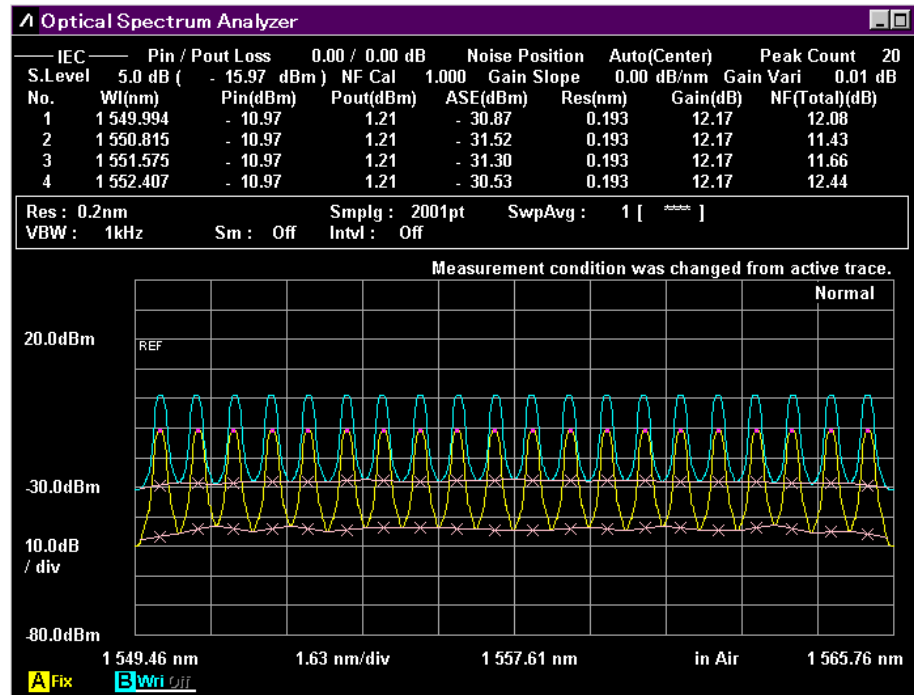 Optical Spectrum Analyzer
IEC Pin / Pout Loss 0.00 / 0.00 dB Noise Position Auto(Center) Peak Count 20
S.Level 5.0 dB ( - 15.97 dBm ) NF Cal 1.000 Gain Slope 0.00 dB/nm Gain Vari 0.01 dB
No. Wl(nm) Pin(dBm) Pout(dBm) ASE(dBm) Res(nm) Gain(dB) NF(Total)(dB)
1 1 549.994 - 10.97 1.21 - 30.87 0.193 12.17 12.08
2 1 550.815 - 10.97 1.21 - 31.52 0.193 12.17 11.43
3 1 551.575 - 10.97 1.21 - 31.30 0.193 12.17 11.66
4 1 552.407 - 10.97 1.21 - 30.53 0.193 12.17 12.44
Res : 0.2nm Smplg : 2001pt SwpAvg : 1 [ **** ]
VBW : 1kHz Sm : Off Intvl : Off
Measurement condition was changed from active trace.
Normal
20.0dBm
REF
-30.0dBm
10.0dB
/ div
-80.0dBm
1 549.46 nm 1.63 nm/div 1 557.61 nm in Air 1 565.76 nm
A Fix B Wri Off